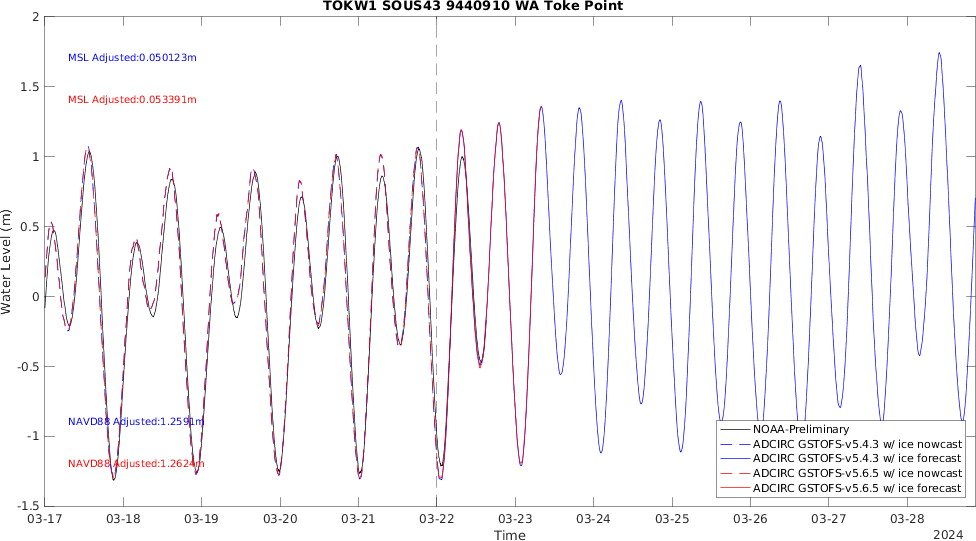 TOKW1 SOUS43 9440910 WA Toke Point
2
1.5
1
0.5
0
-0.5
-1
-1.5
Water Level (m)
MSL Adjusted:0.050123m
MSL Adjusted:0.053391m
NAVD88 Adjusted:1.2591m
NAVD88 Adjusted:1.2624m
NOAA-Preliminary
ADCIRC GSTOFS-v5.4.3 w/ ice nowcast
ADCIRC GSTOFS-v5.4.3 w/ ice forecast
ADCIRC GSTOFS-v5.6.5 w/ ice nowcast
ADCIRC GSTOFS-v5.6.5 w/ ice forecast
03-17 03-18 03-19 03-20 03-21 03-22 03-23 03-24 03-25 03-26 03-27 03-28
Time
2024